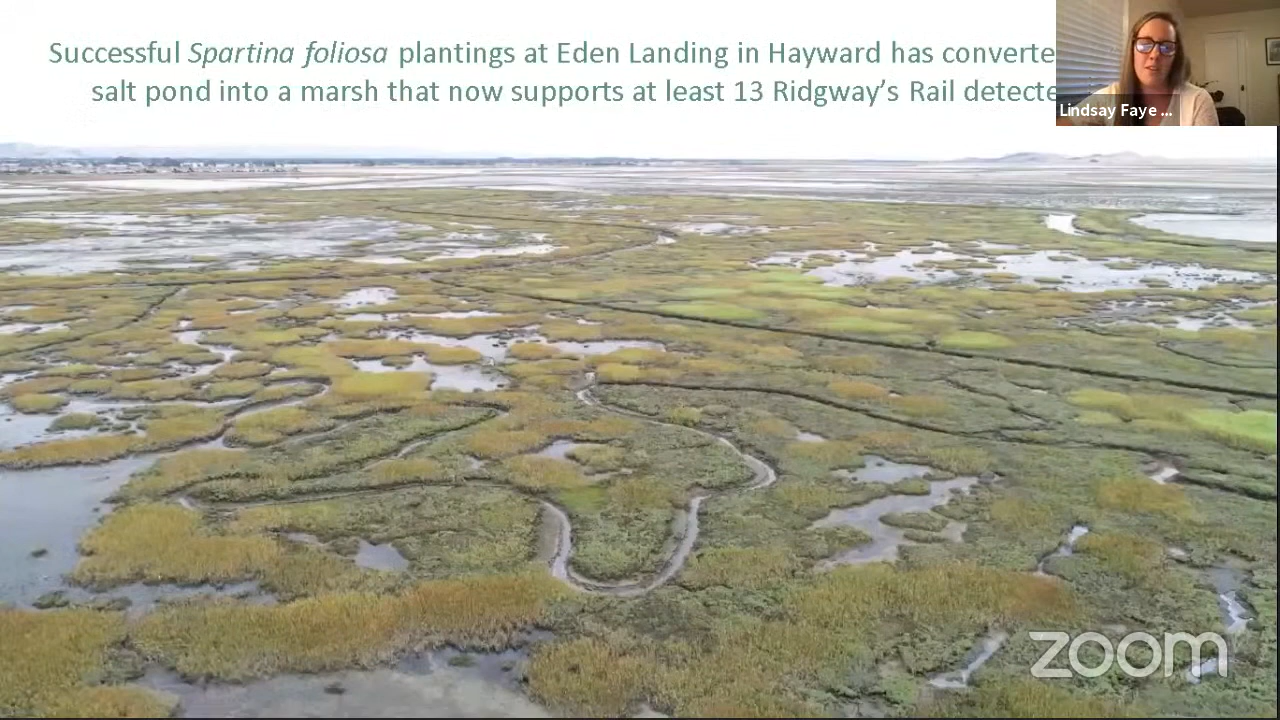 Successful Spartina foliosa plantings at Eden Landing in Hayward has converte
salt pond into a marsh that now supports at least 13 Ridgway's Rail detecte
Lindsay Faye ...
zoom